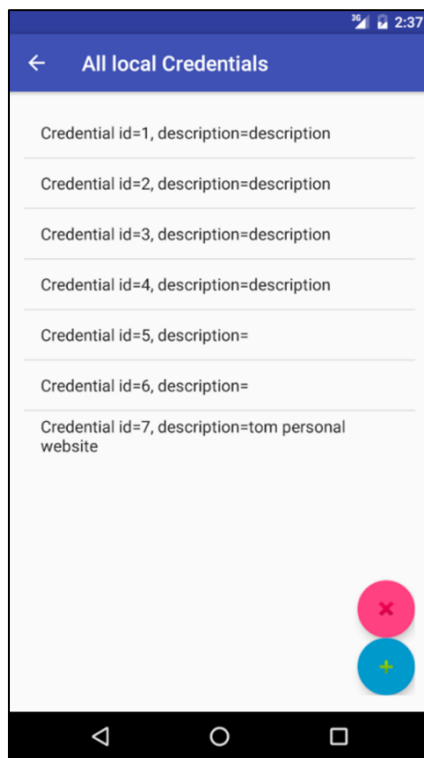 3G 2:37
All local Credentials
Credential id=1, description=description
Credential id=2, description=description
Credential id=3, description=description
Credential id=4, description=description
Credential id=5, description=
Credential id=6, description=
Credential id=7, description=tom personal
website